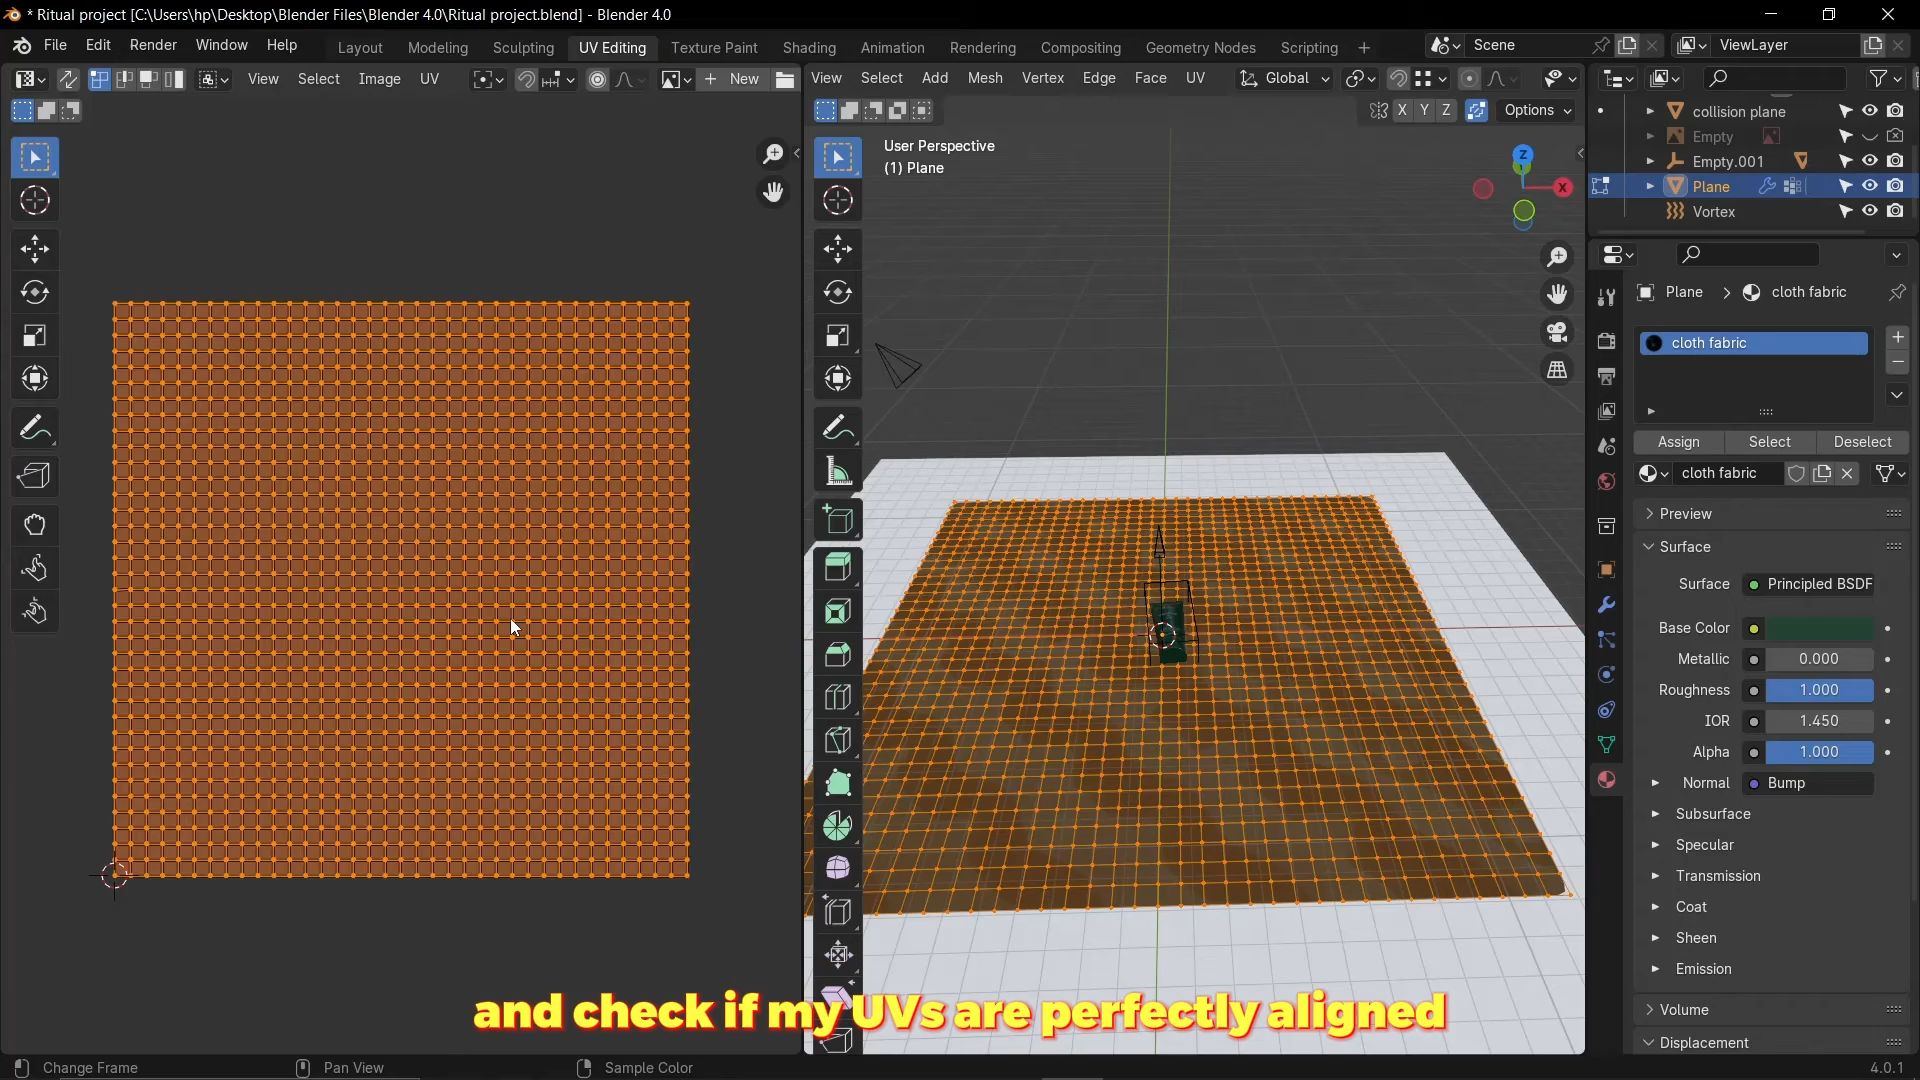 * Ritual project [C:\Users\hp\Desktop\Blender Files\Blender 4.0\Ritual project.blend] - Blender 4.0
File Edit Render Window Help Layout Modeling Sculpting UV Editing Texture Paint Shading Animation Rendering Compositing Geometry Nodes Scripting + Scene ViewLayer
View Select Image UV + New
View Select Add Mesh Vertex Edge Face UV Global
X Y Z Options
User Perspective
(1) Plane
Z
X
collision plane
Empty
Empty.001
Plane
Vortex
Plane > cloth fabric
cloth fabric
Assign Select Deselect
cloth fabric
Preview
Surface
Surface Principled BSDF
Base Color
Metallic 0.000
Roughness 1.000
IOR 1.450
Alpha 1.000
Normal Bump
Subsurface
Specular
Transmission
Coat
Sheen
Emission
Volume
Displacement
and check if my UVs are perfectly aligned
Change Frame Pan View Sample Color 4.0.1